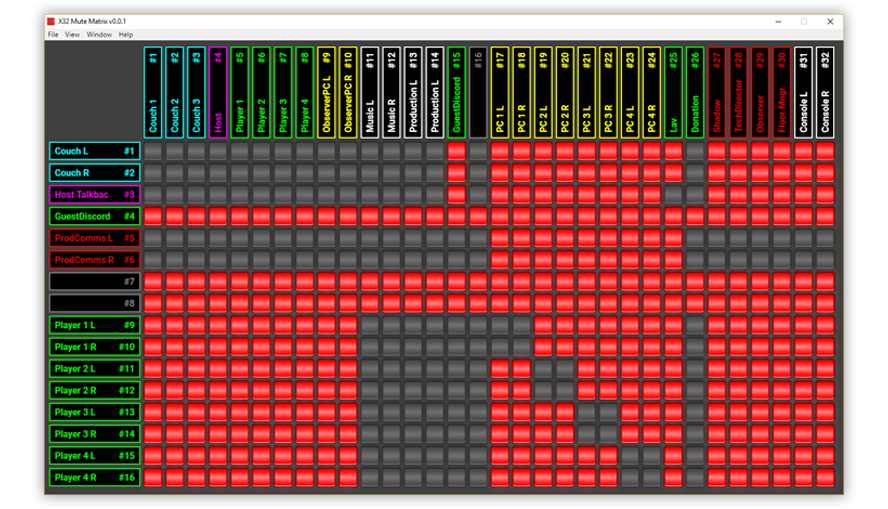 X32 Mute Matrix v0.0.1
File View Window Help
Couch 1 #1
Couch 2 #2
Couch 3 #3
Host #4
Player 1 #5
Player 2 #6
Player 3 #7
Player 4 #8
ObserverPC L #9
ObserverPC R #10
Music L #11
Music R #12
Production L #13
Production L #14
GuestDiscord #15
#16
PC 1 L #17
PC 1 R #18
PC 2 L #19
PC 2 R #20
PC 3 L #21
PC 3 R #22
PC 4 L #23
PC 4 R #24
Lav #25
Donation #26
Shadow #27
TechDirector #28
Observer #29
Floor Mngr #30
Console L #31
Console R #32
Couch L #1
Couch R #2
Host Talkbac #3
GuestDiscord #4
ProdComms L #5
ProdComms R #6
#7
#8
Player 1 L #9
Player 1 R #10
Player 2 L #11
Player 2 R #12
Player 3 L #13
Player 3 R #14
Player 4 L #15
Player 4 R #16